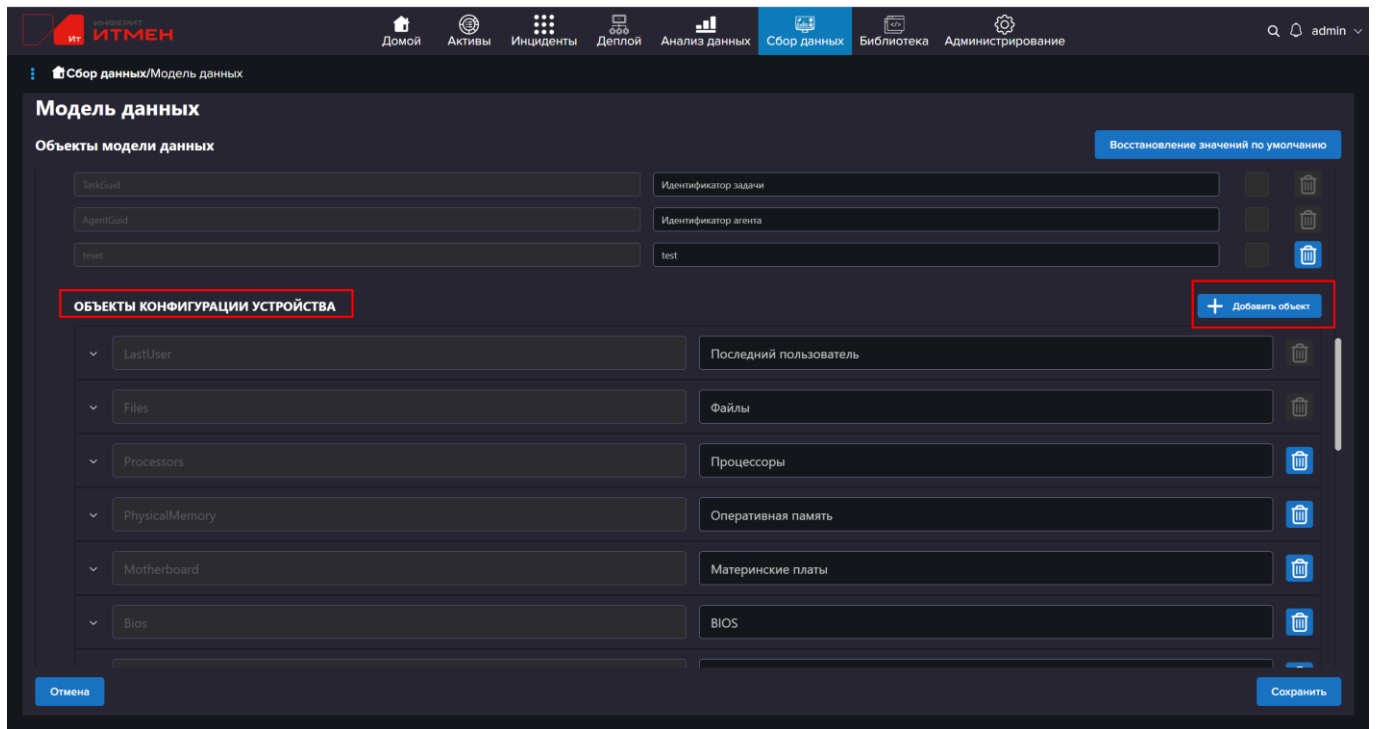 ИНФЕРИТ
ИТ ИТМЕН
Домой Активы Инциденты Деплой Анализ данных Сбор данных Библиотека Администрирование admin
Сбор данных/Модель данных
Модель данных
Объекты модели данных Восстановление значений по умолчанию
TaskGuid Идентификатор задачи
AgentGuid Идентификатор агента
teset test
ОБЪЕКТЫ КОНФИГУРАЦИИ УСТРОЙСТВА Добавить объект
LastUser Последний пользователь
Files Файлы
Processors Процессоры
PhysicalMemory Оперативная память
Motherboard Материнские платы
Bios BIOS
Отмена Сохранить